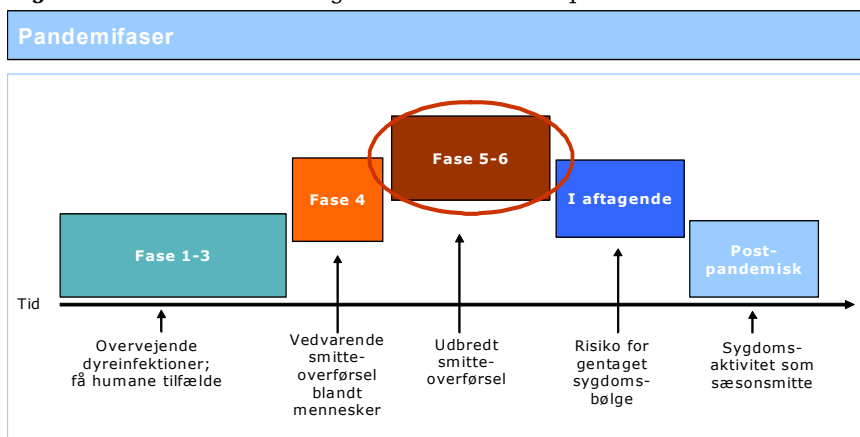 Pandemifaser
Fase 5-6
Fase 4
I aftagende
Fase 1-3
Post-
pandemisk
Tid
Overvejende
dyreinfektioner;
få humane tilfælde
Vedvarende
smitte-
overførsel
blandt
mennesker
Udbredt
smitte-
overførsel
Risiko for
gentaget
sygdoms-
bølge
Sygdoms-
aktivitet som
sæsonsmitte